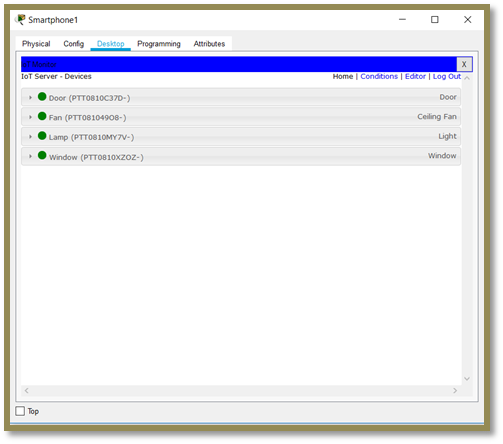 Smartphone1
Physical Config Desktop Programming Attributes
IoT Monitor X
IoT Server - Devices Home | Conditions | Editor | Log Out
Door (PTT0810C37D-) Door
Fan (PTT081049O8-) Ceiling Fan
Lamp (PTT0810MY7V-) Light
Window (PTT0810XZOZ-) Window
Top